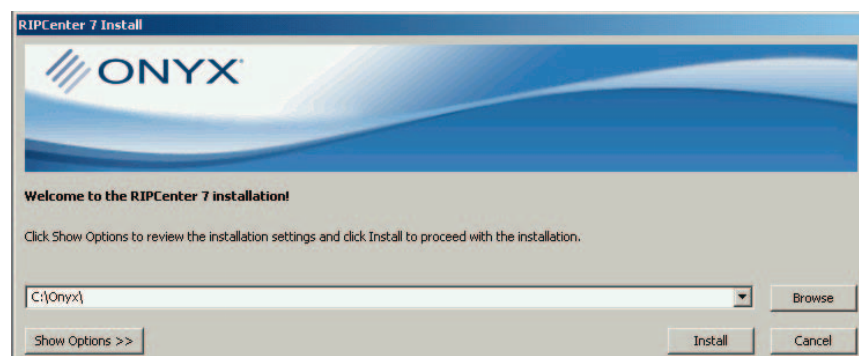 RIPCenter 7 Install
ONYX
Welcome to the RIPCenter 7 installation!
Click Show Options to review the installation settings and click Install to proceed with the installation.
C:\Onyx\
Browse
Show Options >>
Install
Cancel